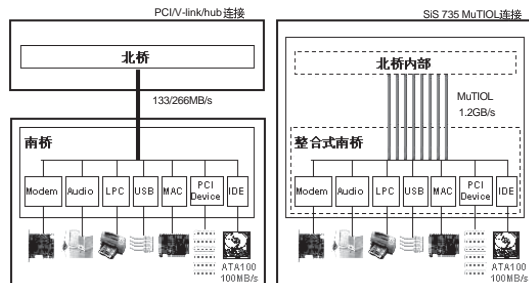 PCI/V-link/hub连接
北桥
133/266MB/s
南桥
Modem
Audio
LPC
USB
MAC
PCI
Device
IDE
ATA100
100MB/s
SiS 735 MuTIOL连接
北桥内部
MuTIOL
1.2GB/s
整合式南桥
Modem
Audio
LPC
USB
MAC
PCI
Device
IDE
ATA100
100MB/s